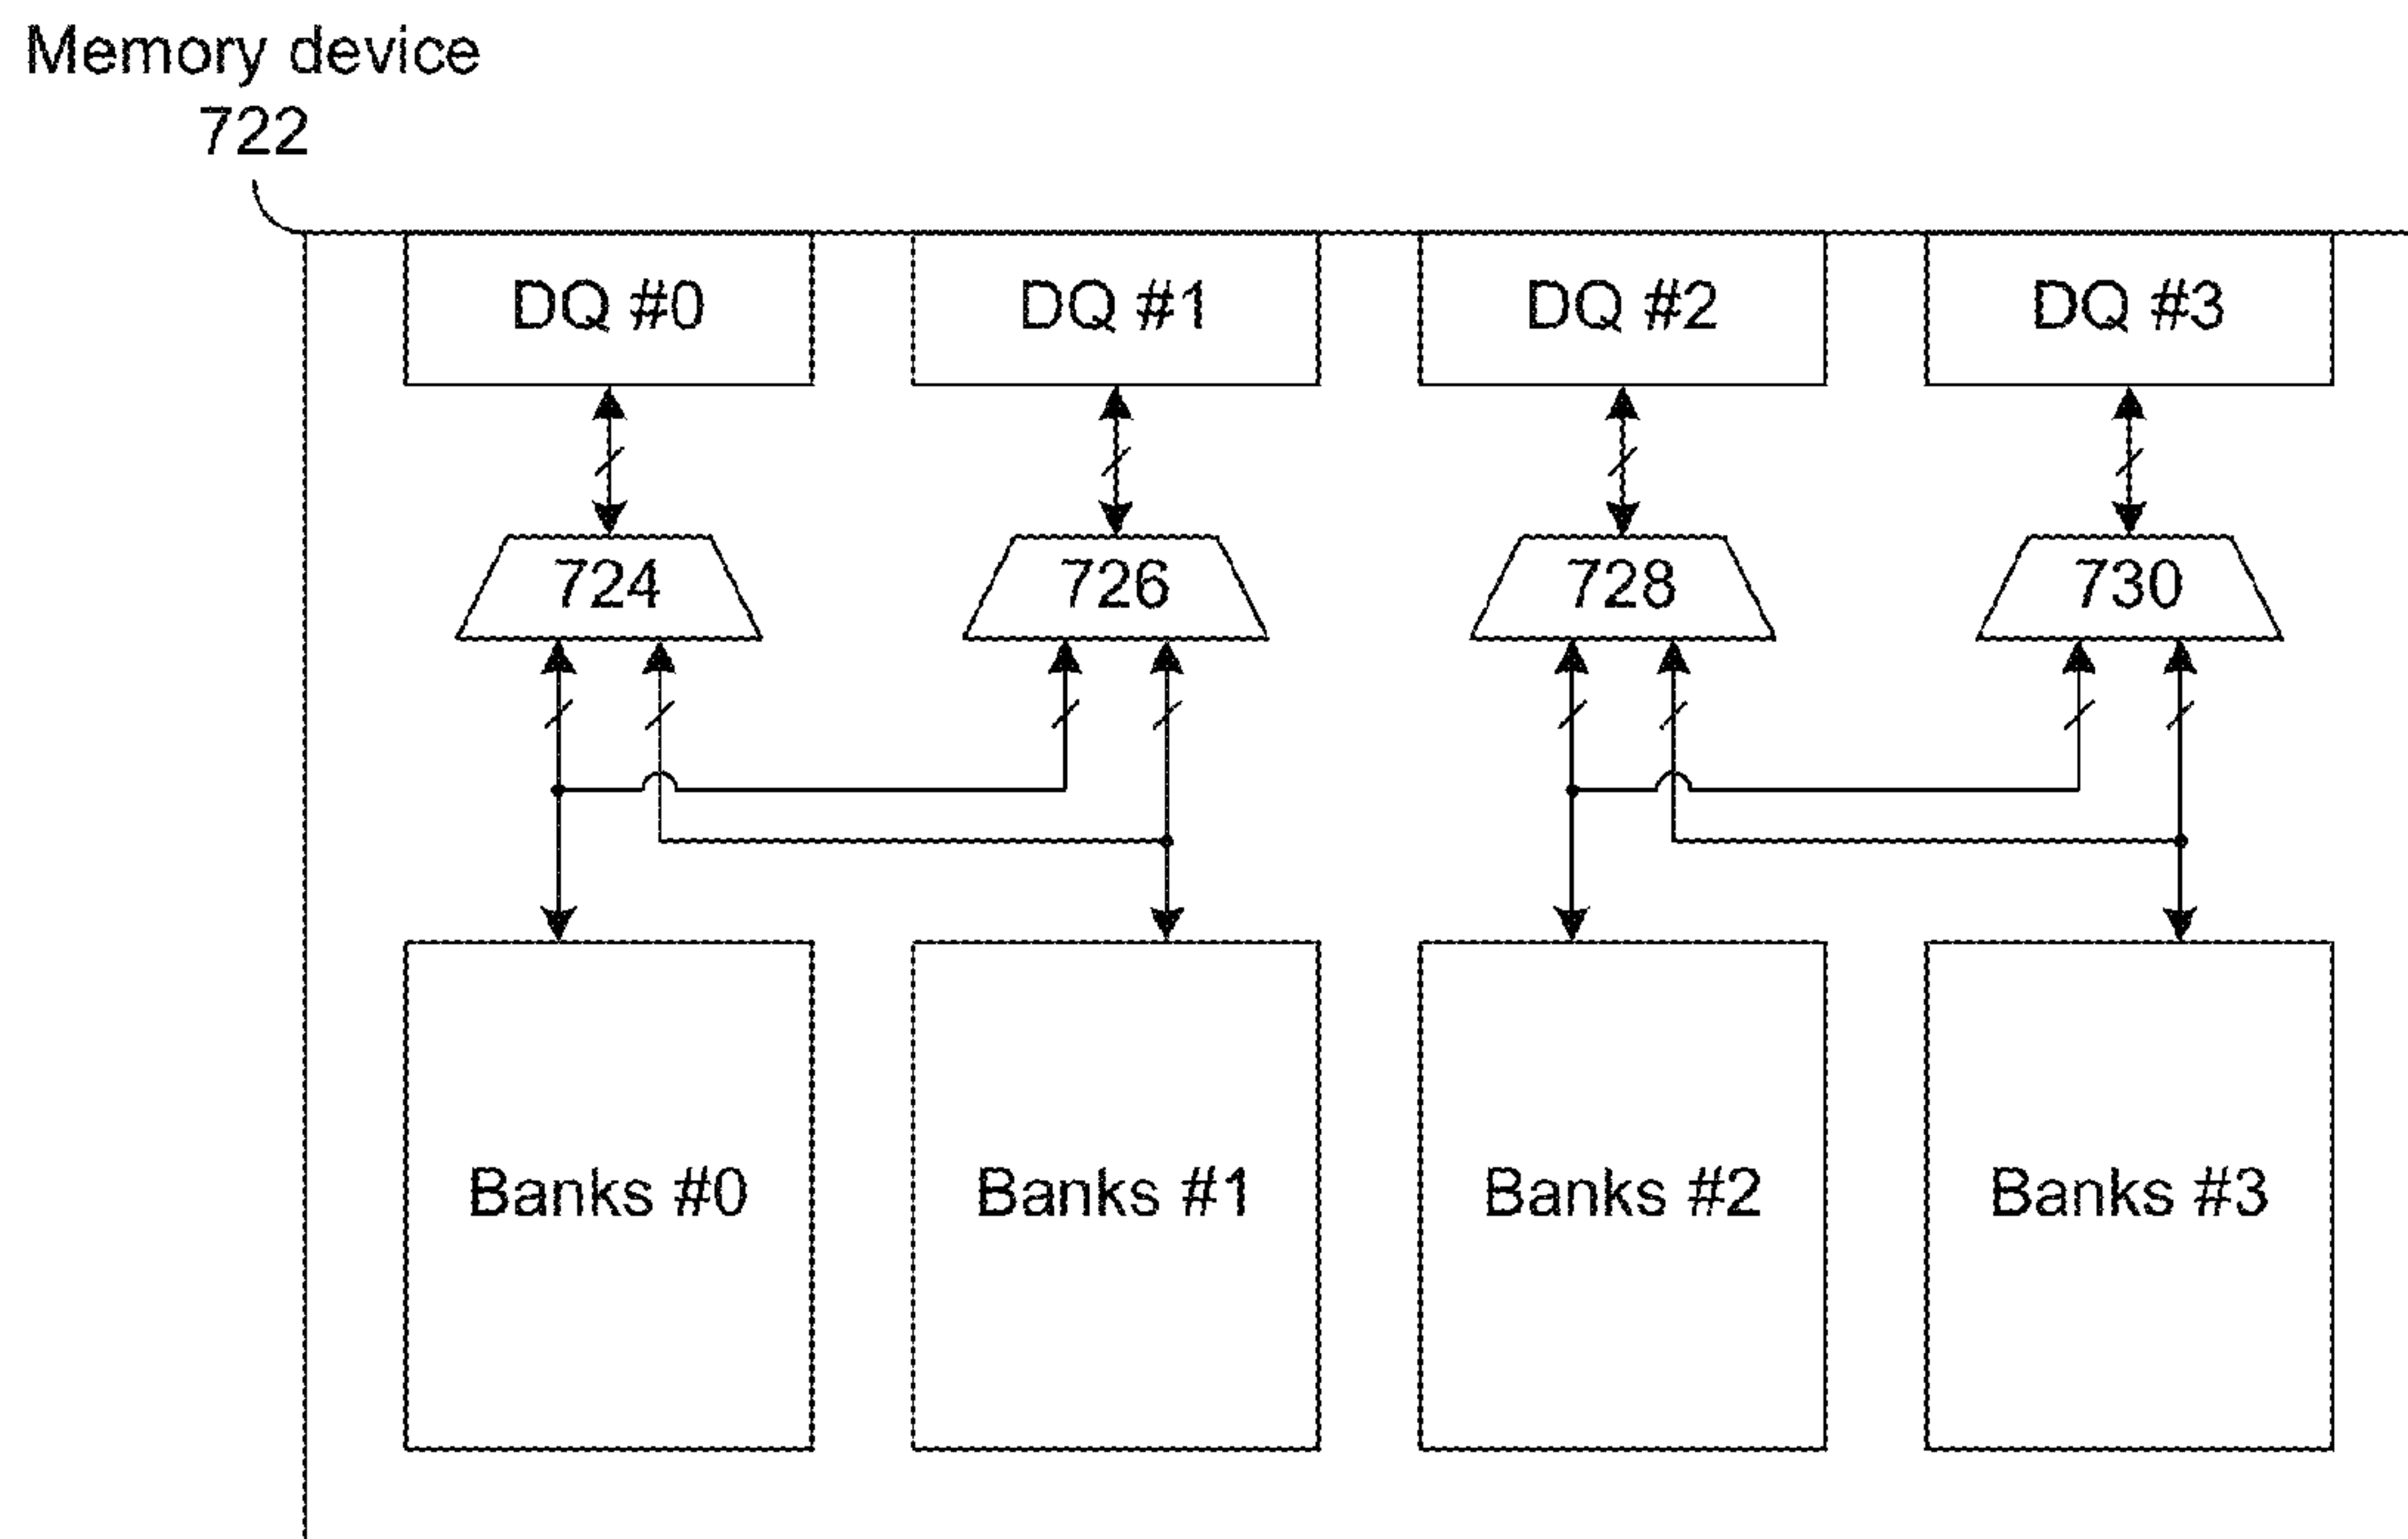 Memory device
722
DQ #0
DQ #1
DQ #2
DQ #3
724
726
728
730
Banks #0
Banks #1
Banks #2
Banks #3